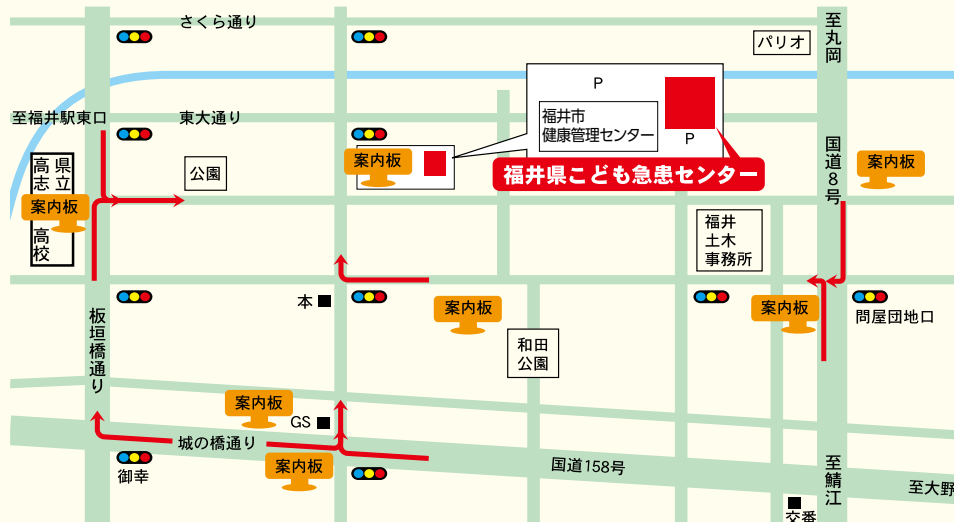 さくら通り
パリオ
至丸岡
P
福井市
健康管理センター
P
至福井駅東口
東大通り
福井県こども急患センター
案内板
国道8号
案内板
公園
県立
高志高校
案内板
福井
土木
事務所
本
案内板
案内板
問屋団地口
板垣橋通り
和田
公園
案内板
GS
城の橋通り
案内板
国道158号
御幸
至鯖江
至大野
交番